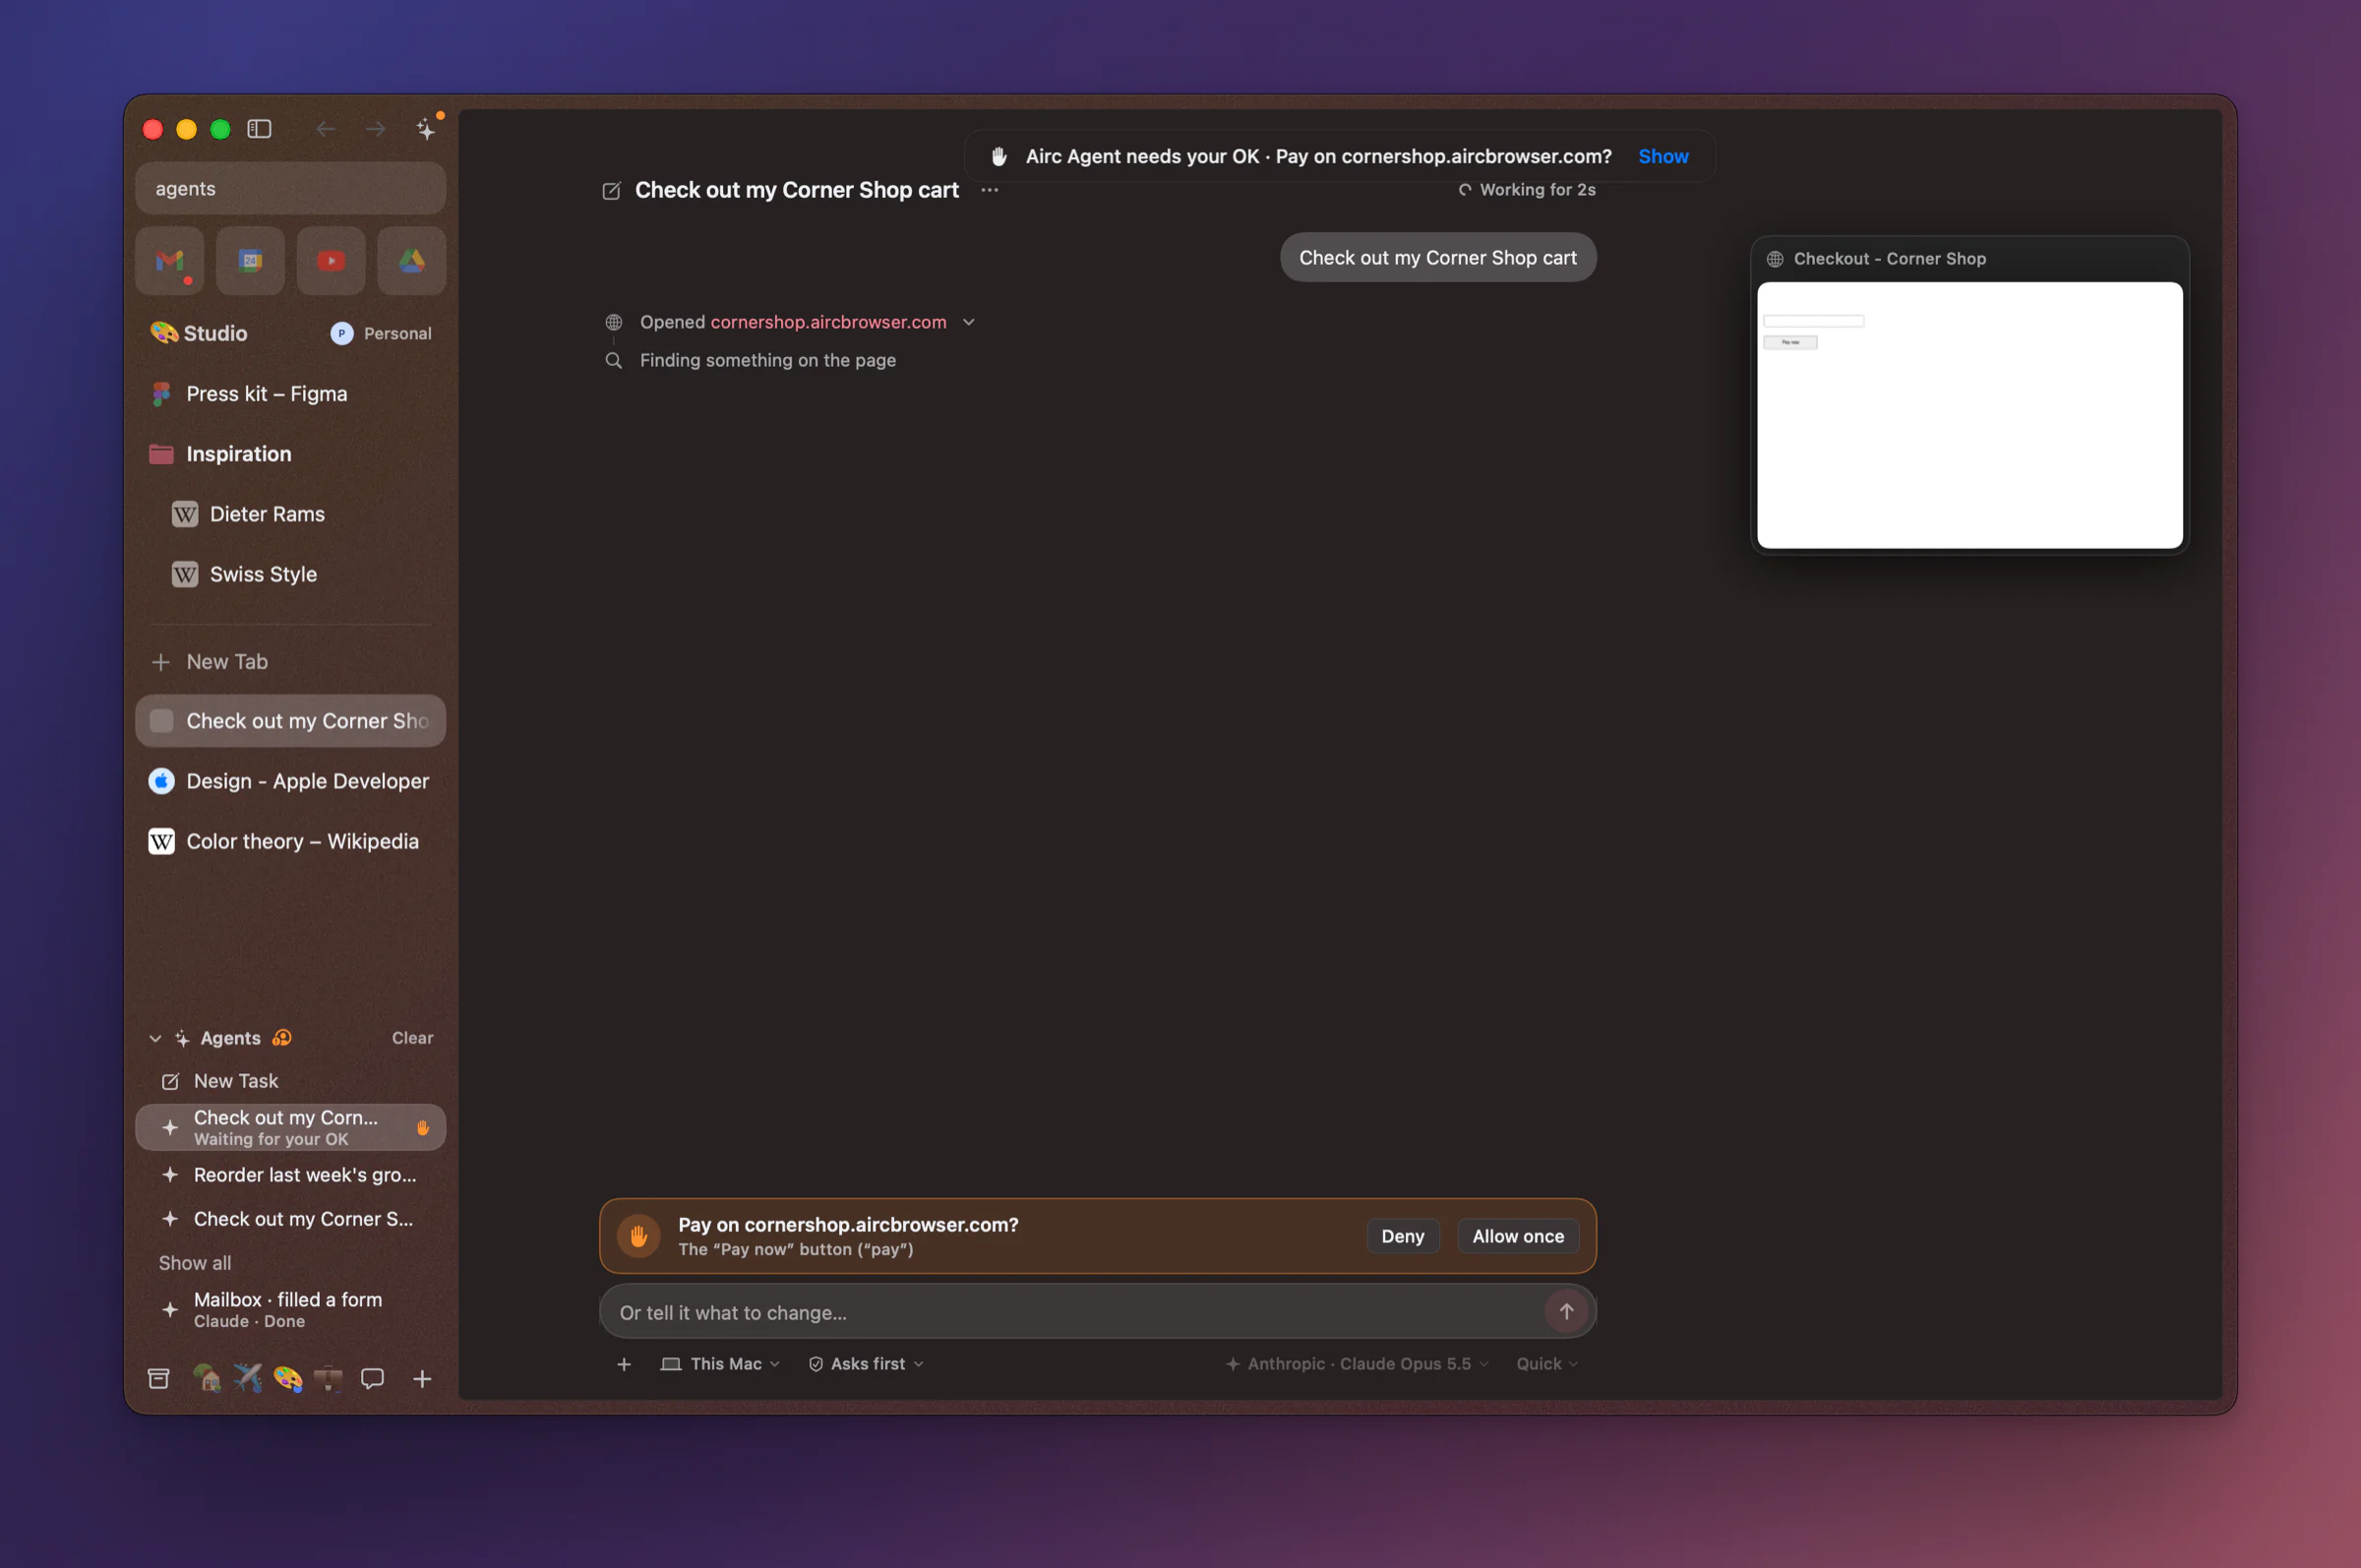 agents
24
Studio
P Personal
Press kit – Figma
Inspiration
W Dieter Rams
W Swiss Style
New Tab
Check out my Corner Sho
Design - Apple Developer
W Color theory – Wikipedia
Agents
Clear
New Task
Check out my Corn...
Waiting for your OK
Reorder last week's gro...
Check out my Corner S...
Show all
Mailbox · filled a form
Claude · Done
Airc Agent needs your OK · Pay on cornershop.aircbrowser.com? Show
Check out my Corner Shop cart ···
Working for 2s
Check out my Corner Shop cart
Opened cornershop.aircbrowser.com
Finding something on the page
Checkout - Corner Shop
Pay now
Pay on cornershop.aircbrowser.com?
The “Pay now” button (“pay”)
Deny
Allow once
Or tell it what to change...
This Mac
Asks first
Anthropic · Claude Opus 5.5
Quick